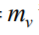 = m_v